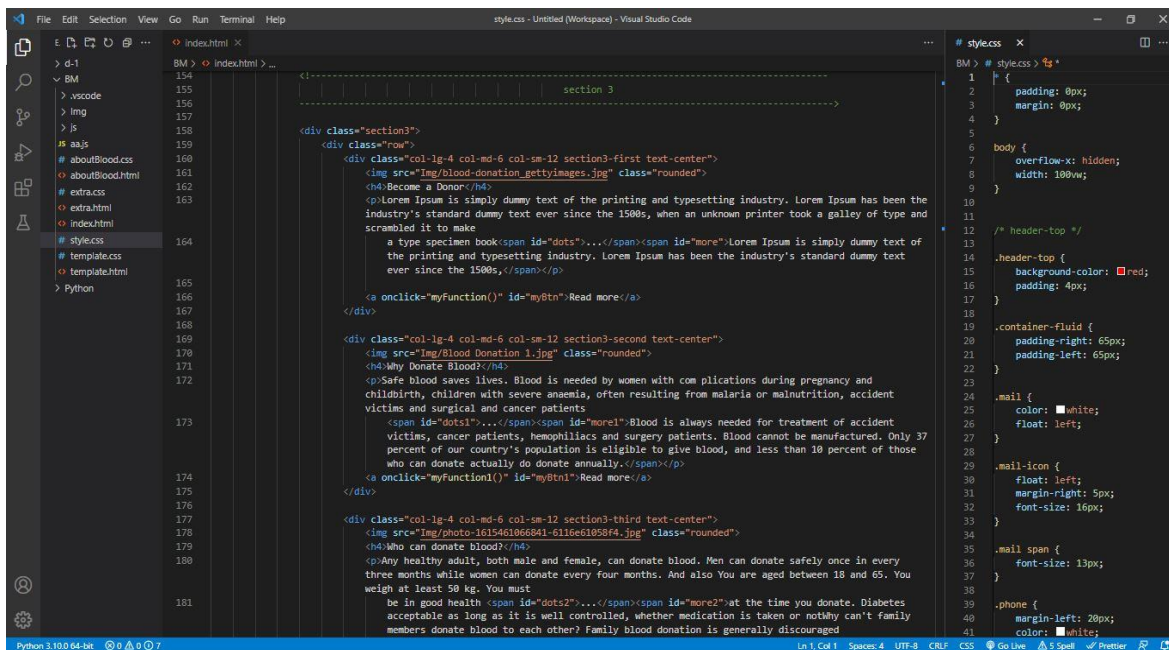 File Edit Selection View Go Run Terminal Help
style.css - Untitled (Workspace) - Visual Studio Code
E
> d-1
BM
> .vscode
> Img
> js
JS aa.js
# aboutBlood.css
<> aboutBlood.html
# extra.css
<> extra.html
<> index.html
# style.css
# template.css
<> template.html
> Python
<> index.html ×
BM > <> index.html > ...
154 <!------------------------------------------------------------------------------------------
155 section 3
156 ------------------------------------------------------------------------------------------>
157
158 <div class="section3">
159 <div class="row">
160 <div class="col-lg-4 col-md-6 col-sm-12 section3-first text-center">
161 <img src="Img/blood-donation_gettyimages.jpg" class="rounded">
162 <h4>Become a Donor</h4>
163 <p>Lorem Ipsum is simply dummy text of the printing and typesetting industry. Lorem Ipsum has been the
industry's standard dummy text ever since the 1500s, when an unknown printer took a galley of type and
scrambled it to make
164 a type specimen book<span id="dots">...</span><span id="more">Lorem Ipsum is simply dummy text of
the printing and typesetting industry. Lorem Ipsum has been the industry's standard dummy text
ever since the 1500s,</span></p>
165
166 <a onclick="myFunction()" id="myBtn">Read more</a>
167 </div>
168
169 <div class="col-lg-4 col-md-6 col-sm-12 section3-second text-center">
170 <img src="Img/Blood Donation 1.jpg" class="rounded">
171 <h4>Why Donate Blood?</h4>
172 <p>Safe blood saves lives. Blood is needed by women with com plications during pregnancy and
childbirth, children with severe anaemia, often resulting from malaria or malnutrition, accident
victims and surgical and cancer patients
173 <span id="dots1">...</span><span id="more1">Blood is always needed for treatment of accident
victims, cancer patients, hemophiliacs and surgery patients. Blood cannot be manufactured. Only 37
percent of our country's population is eligible to give blood, and less than 10 percent of those
who can donate actually do donate annually.</span></p>
174 <a onclick="myFunction1()" id="myBtn1">Read more</a>
175 </div>
176
177 <div class="col-lg-4 col-md-6 col-sm-12 section3-third text-center">
178 <img src="Img/photo-1615461066841-6116e61058f4.jpg" class="rounded">
179 <h4>Who can donate blood?</h4>
180 <p>Any healthy adult, both male and female, can donate blood. Men can donate safely once in every
three months while women can donate every four months. And also You are aged between 18 and 65. You
weigh at least 50 kg. You must
181 be in good health <span id="dots2">...</span><span id="more2">at the time you donate. Diabetes
acceptable as long as it is well controlled, whether medication is taken or notWhy can't family
members donate blood to each other? Family blood donation is generally discouraged
# style.css ×
BM > # style.css > *
1 * {
2 padding: 0px;
3 margin: 0px;
4 }
5
6 body {
7 overflow-x: hidden;
8 width: 100vw;
9 }
10
11
12 /* header-top */
13
14 .header-top {
15 background-color: red;
16 padding: 4px;
17 }
18
19 .container-fluid {
20 padding-right: 65px;
21 padding-left: 65px;
22 }
23
24 .mail {
25 color: white;
26 float: left;
27 }
28
29 .mail-icon {
30 float: left;
31 margin-right: 5px;
32 font-size: 16px;
33 }
34
35 .mail span {
36 font-size: 13px;
37 }
38
39 .phone {
40 margin-left: 20px;
41 color: white;
Python 3.10.0 64-bit 0 0 7
Ln 1, Col 1 Spaces: 4 UTF-8 CRLF CSS Go Live 5 Spell Prettier